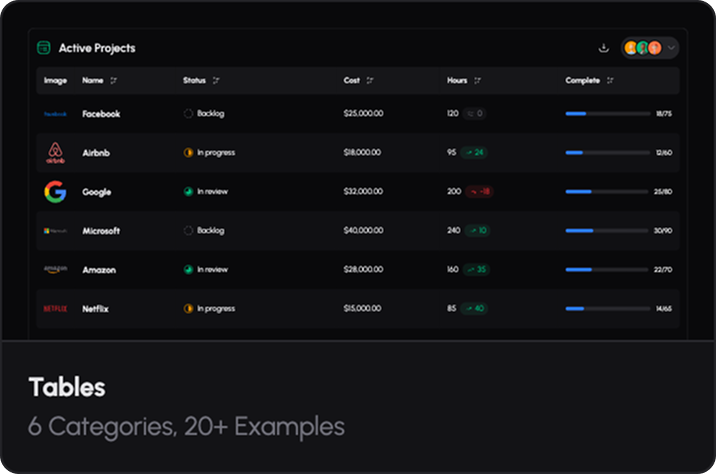 Active Projects
Image Name Status Cost Hours Complete
facebook Facebook Backlog $25,000.00 120 0 18/75
airbnb Airbnb In progress $18,000.00 95 24 12/60
Google In review $32,000.00 200 -18 25/80
Microsoft Microsoft Backlog $40,000.00 240 10 30/90
amazon Amazon In review $28,000.00 160 35 22/70
NETFLIX Netflix In progress $15,000.00 85 40 14/65
Tables
6 Categories, 20+ Examples